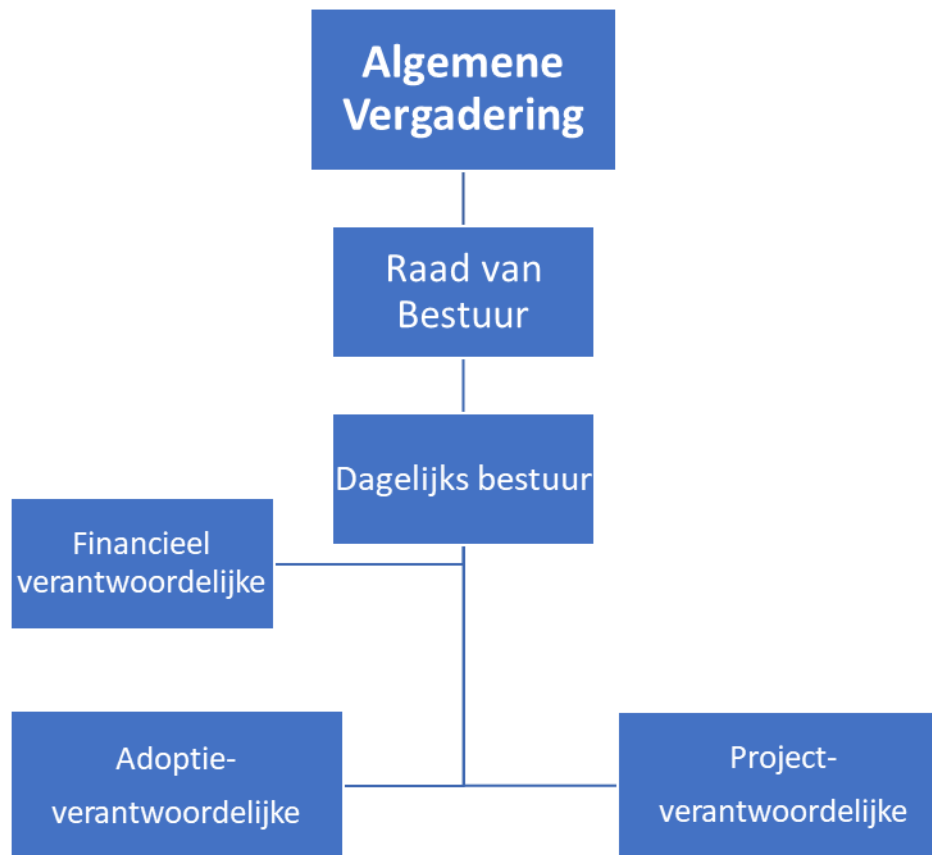 Algemene
Vergadering
Raad van
Bestuur
Dagelijks bestuur
Financieel
verantwoordelijke
Adoptie-
verantwoordelijke
Project-
verantwoordelijke